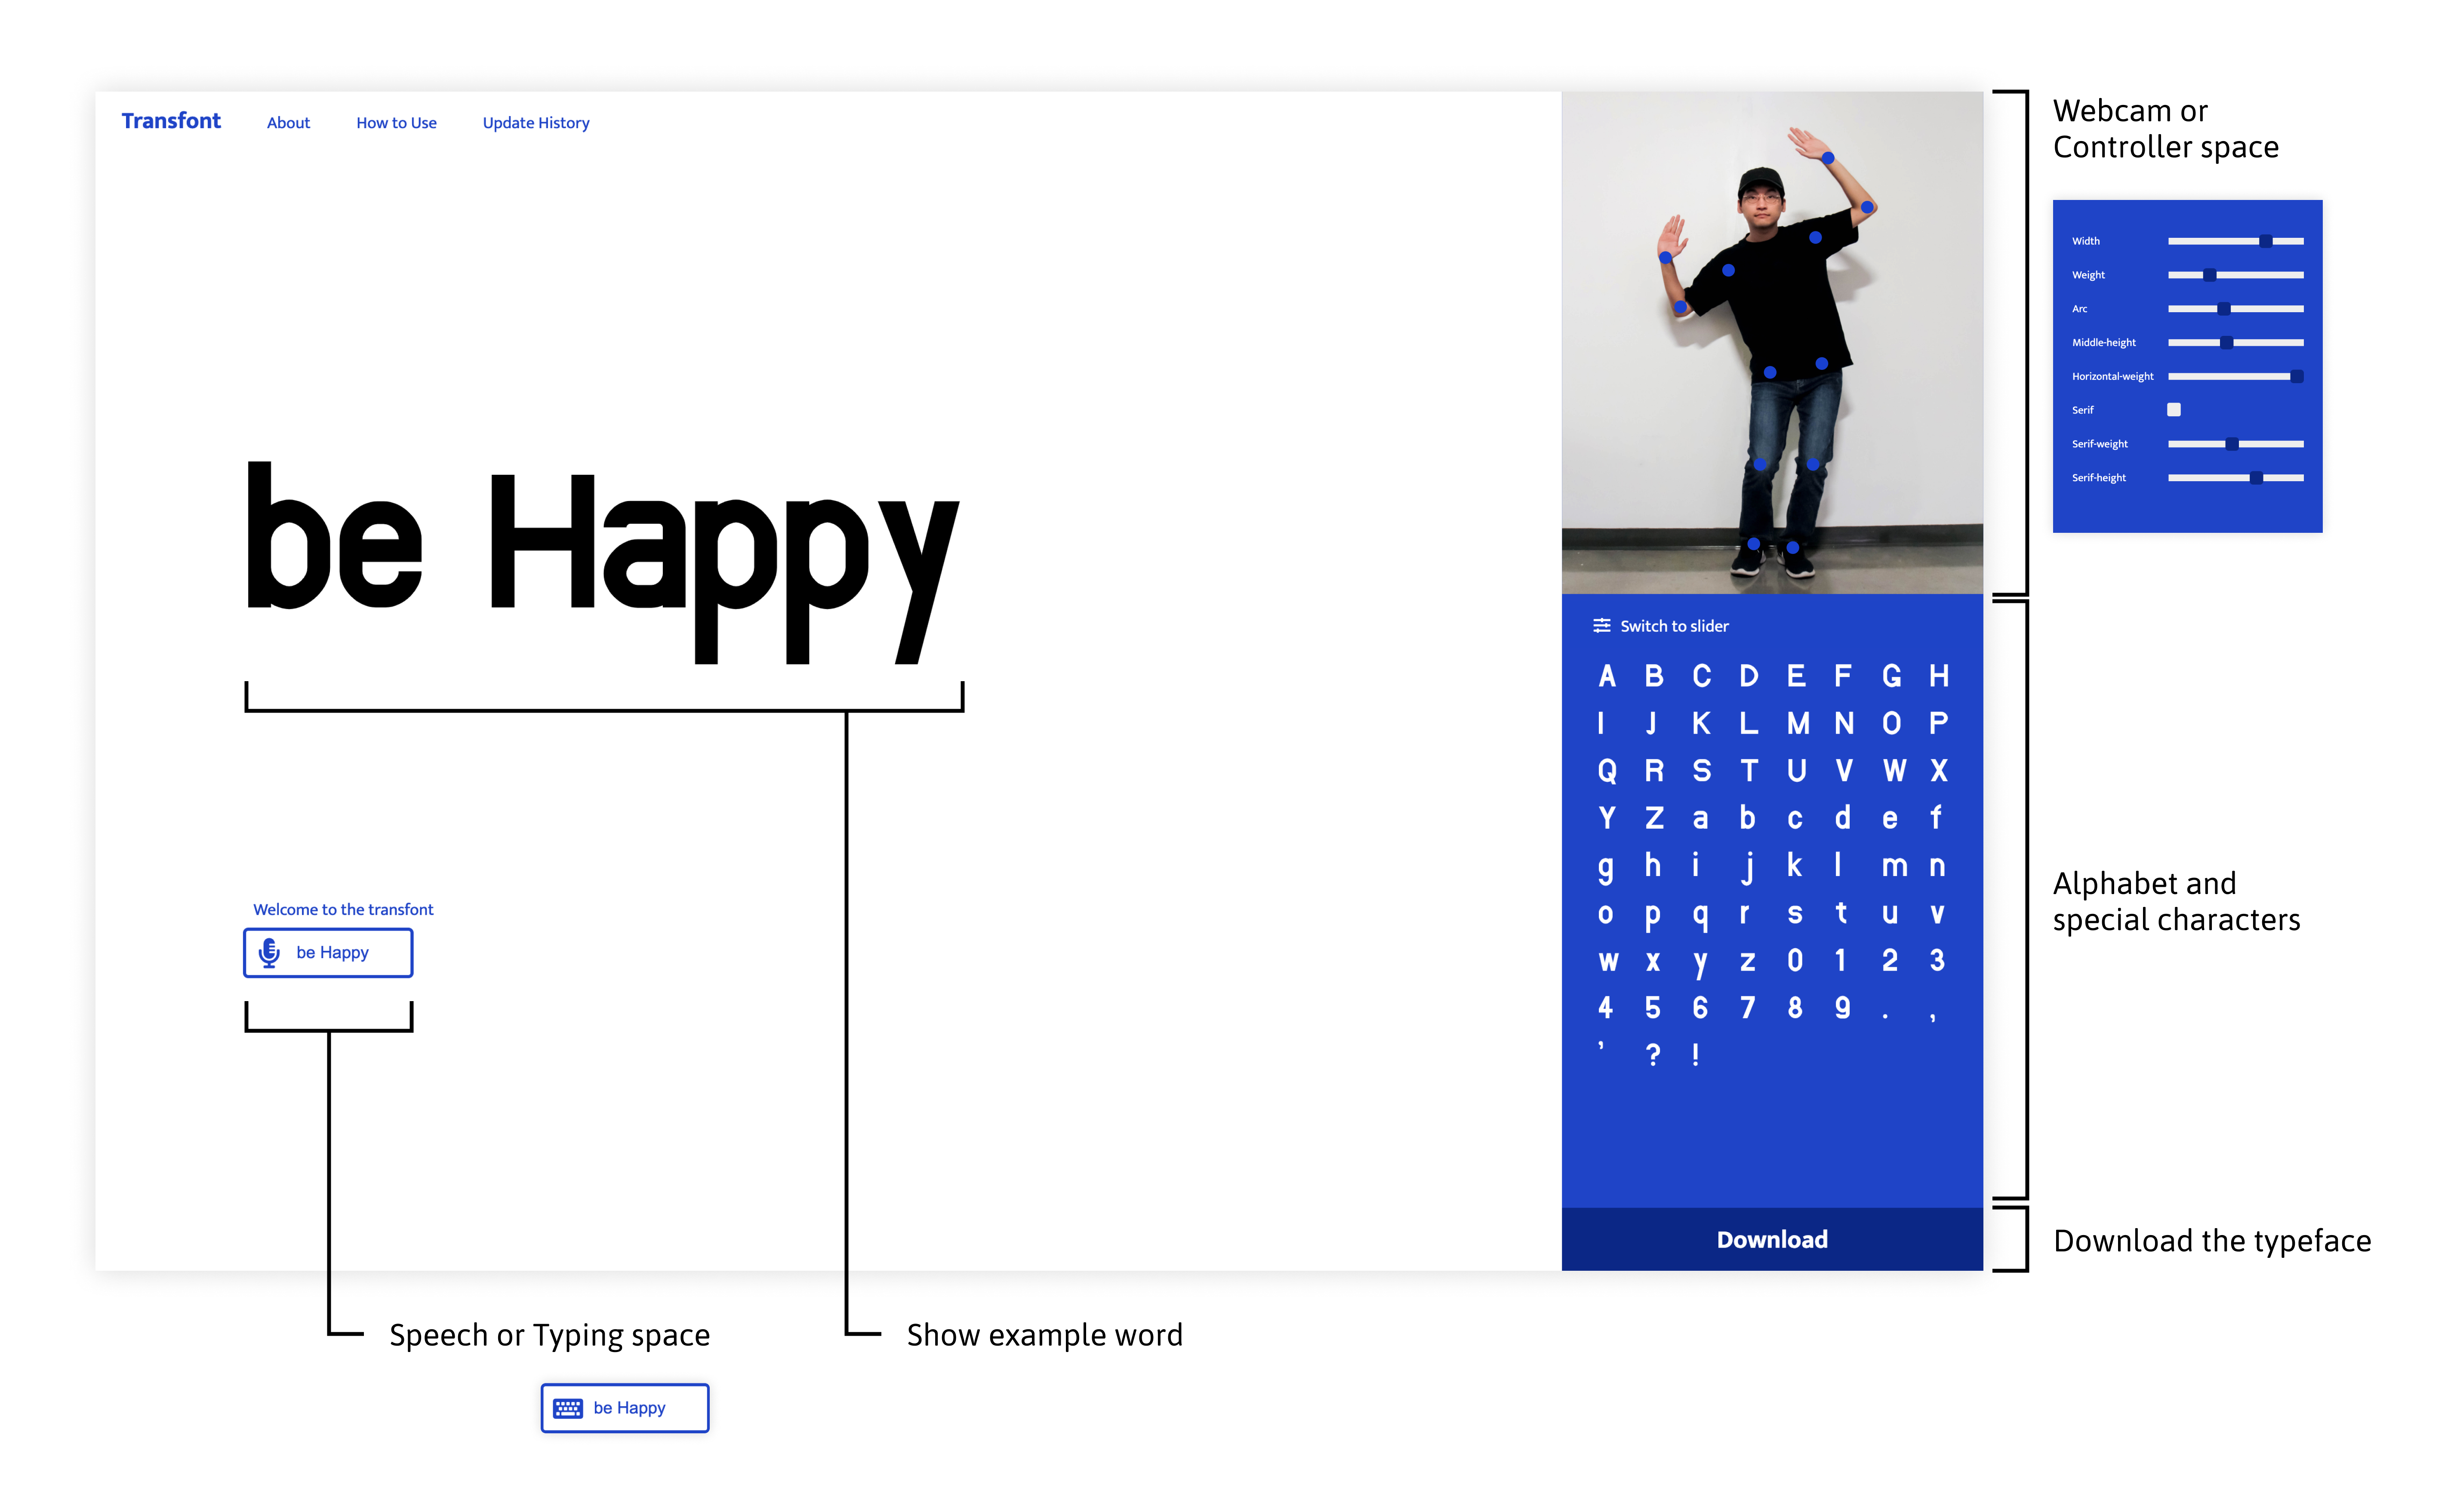 Transfont About How to Use Update History
be Happy
Welcome to the transfont
be Happy
Switch to slider
A B C D E F G H
I J K L M N O P
Q R S T U V W X
Y Z a b c d e f
g h i j k l m n
o p q r s t u v
w x y z 0 1 2 3
4 5 6 7 8 9 . ,
’ ? !
Download
Webcam or
Controller space
Width
Weight
Arc
Middle-height
Horizontal-weight
Serif
Serif-weight
Serif-height
Alphabet and
special characters
Download the typeface
Speech or Typing space
be Happy
Show example word